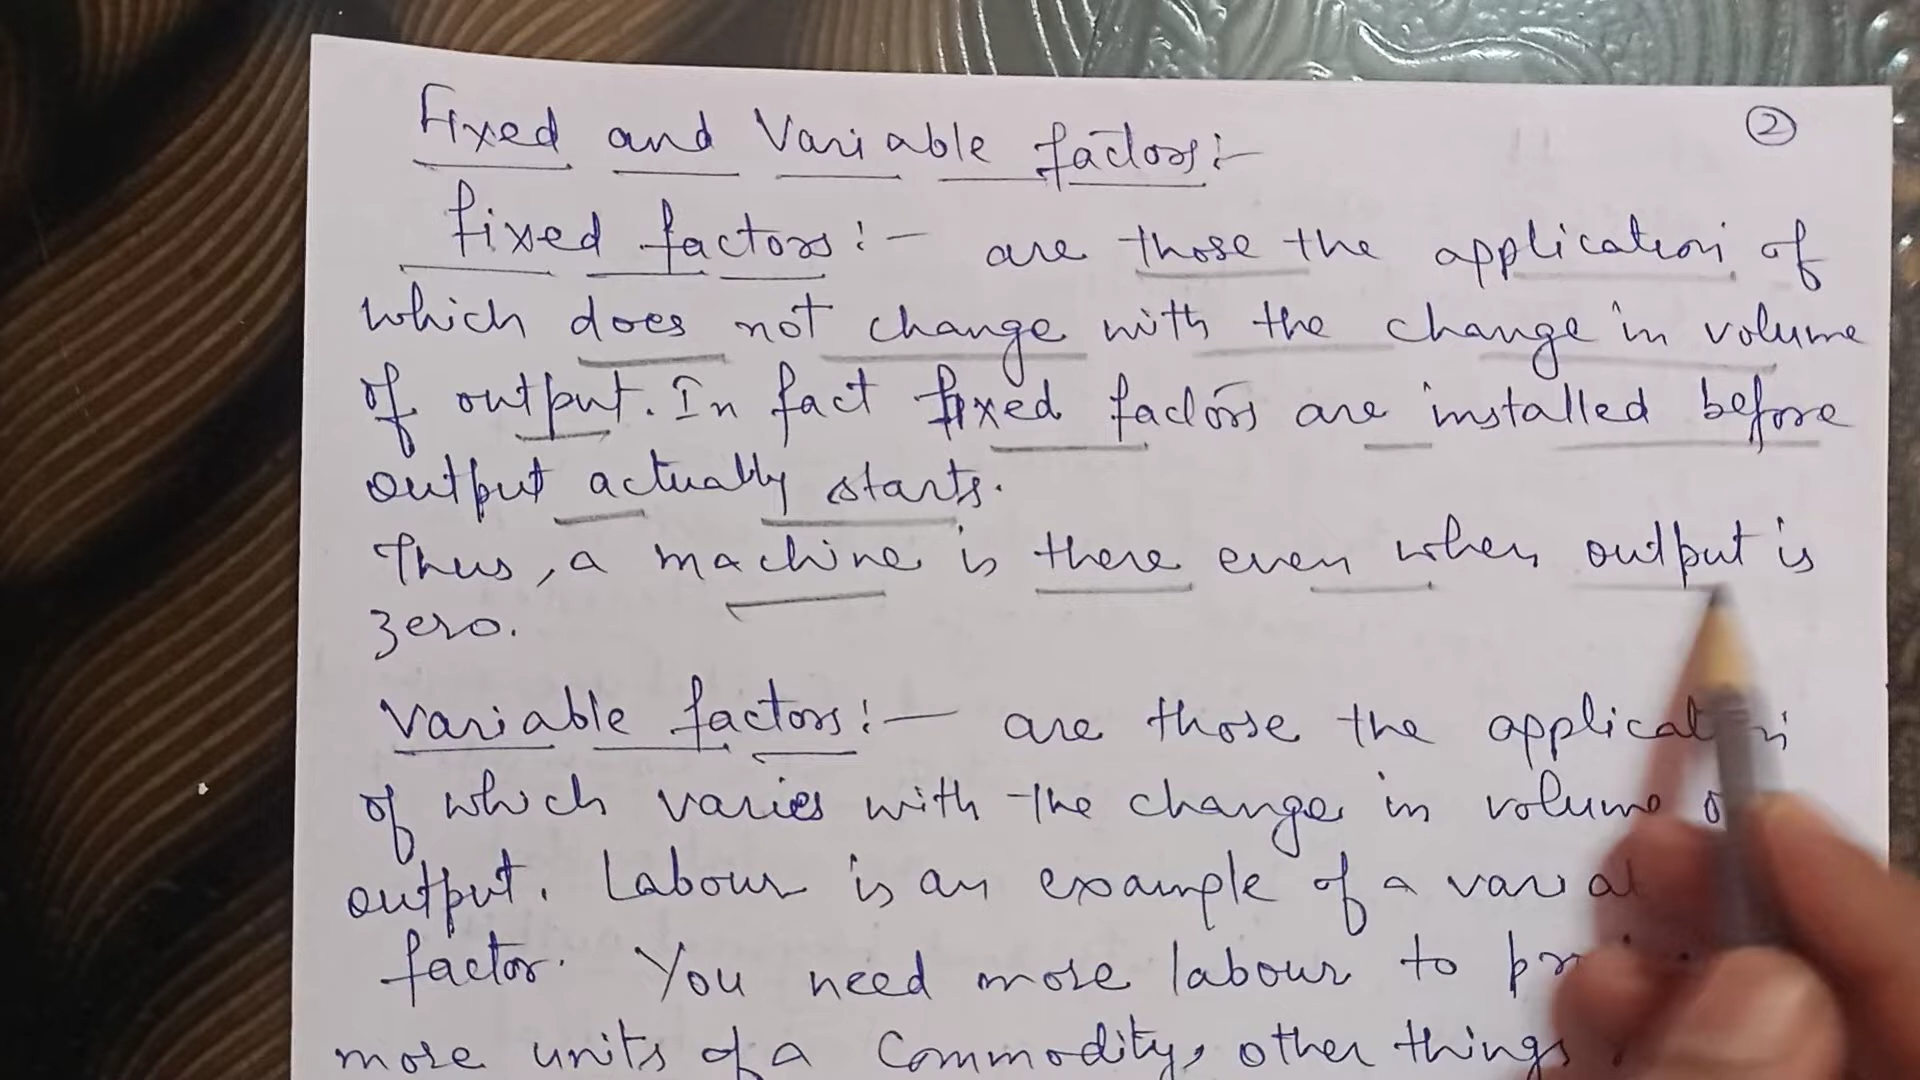 ②
Fixed and Variable factors:-
fixed factors:- are those the application of
which does not change with the change in volume
of output. In fact fixed factors are installed before
output actually starts.
Thus, a machine is there even when output is
zero.
Variable factors:- are those the
of which varies with the change in volume
output. Labour is an example of a
factor. You need more labour to
more units of a Commodity, other things